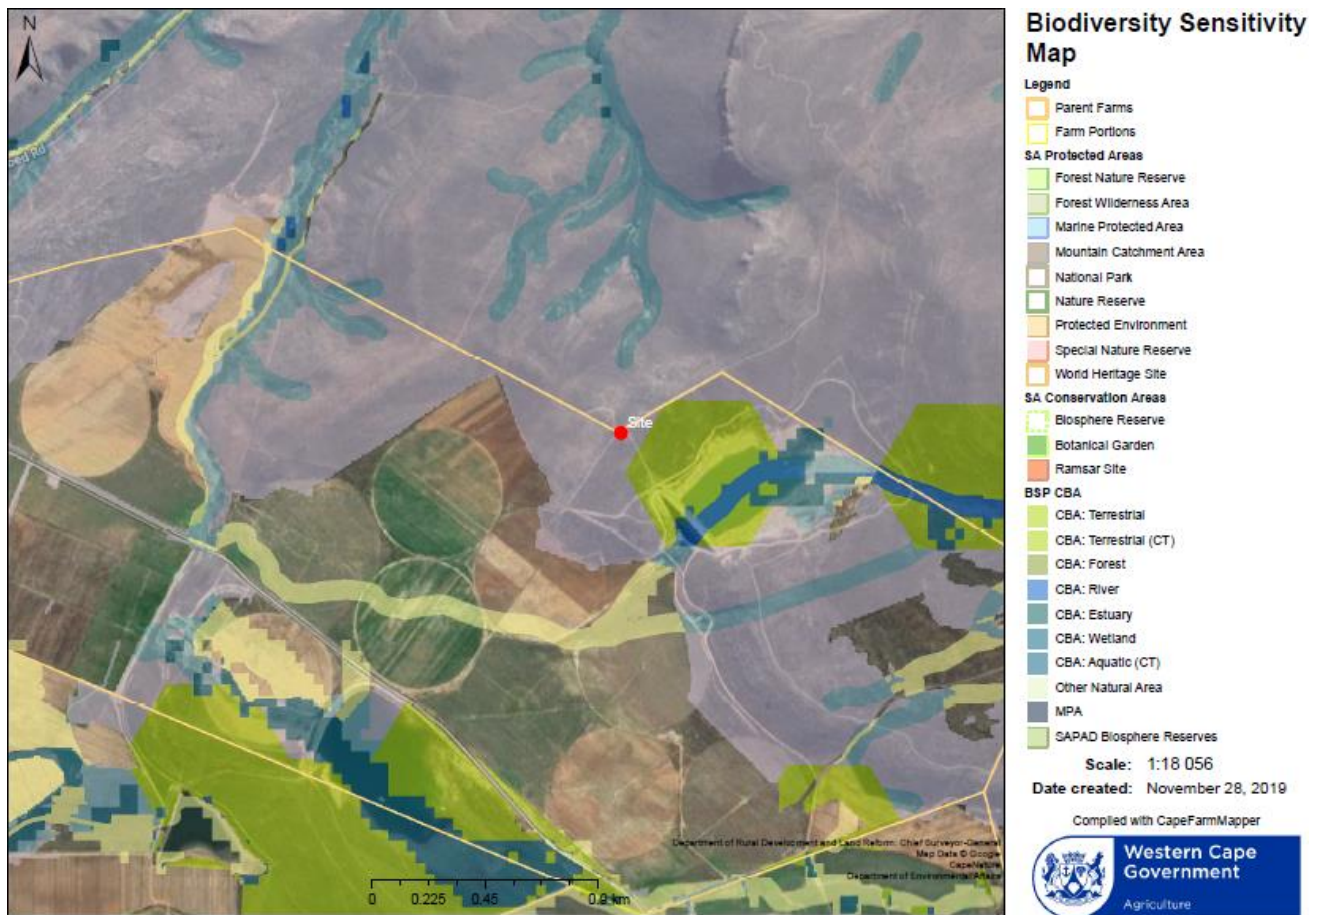 N
eed Rd
Site
Department of Rural Development and Land Reform: Chief Surveyor-General
Map Data © Google
CapeNature
Department of Environmental Affairs
0 0.225 0.45 0.9 km
Biodiversity Sensitivity
Map
Legend
Parent Farms
Farm Portions
SA Protected Areas
Forest Nature Reserve
Forest Wilderness Area
Marine Protected Area
Mountain Catchment Area
National Park
Nature Reserve
Protected Environment
Special Nature Reserve
World Heritage Site
SA Conservation Areas
Biosphere Reserve
Botanical Garden
Ramsar Site
BSP CBA
CBA: Terrestrial
CBA: Terrestrial (CT)
CBA: Forest
CBA: River
CBA: Estuary
CBA: Wetland
CBA: Aquatic (CT)
Other Natural Area
MPA
SAPAD Biosphere Reserves
Scale: 1:18 056
Date created: November 28, 2019
Compiled with CapeFarmMapper
Western Cape
Government
Agriculture